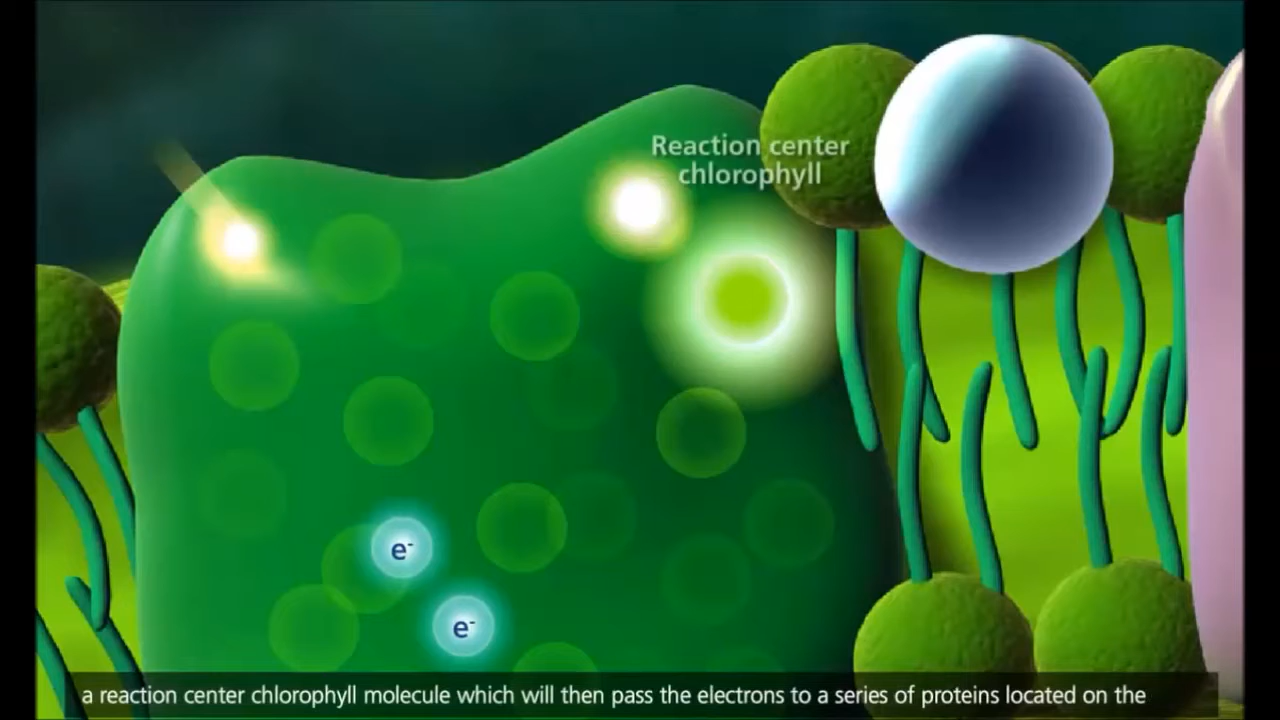 Reaction center
chlorophyll
e-
e-
a reaction center chlorophyll molecule which will then pass the electrons to a series of proteins located on the